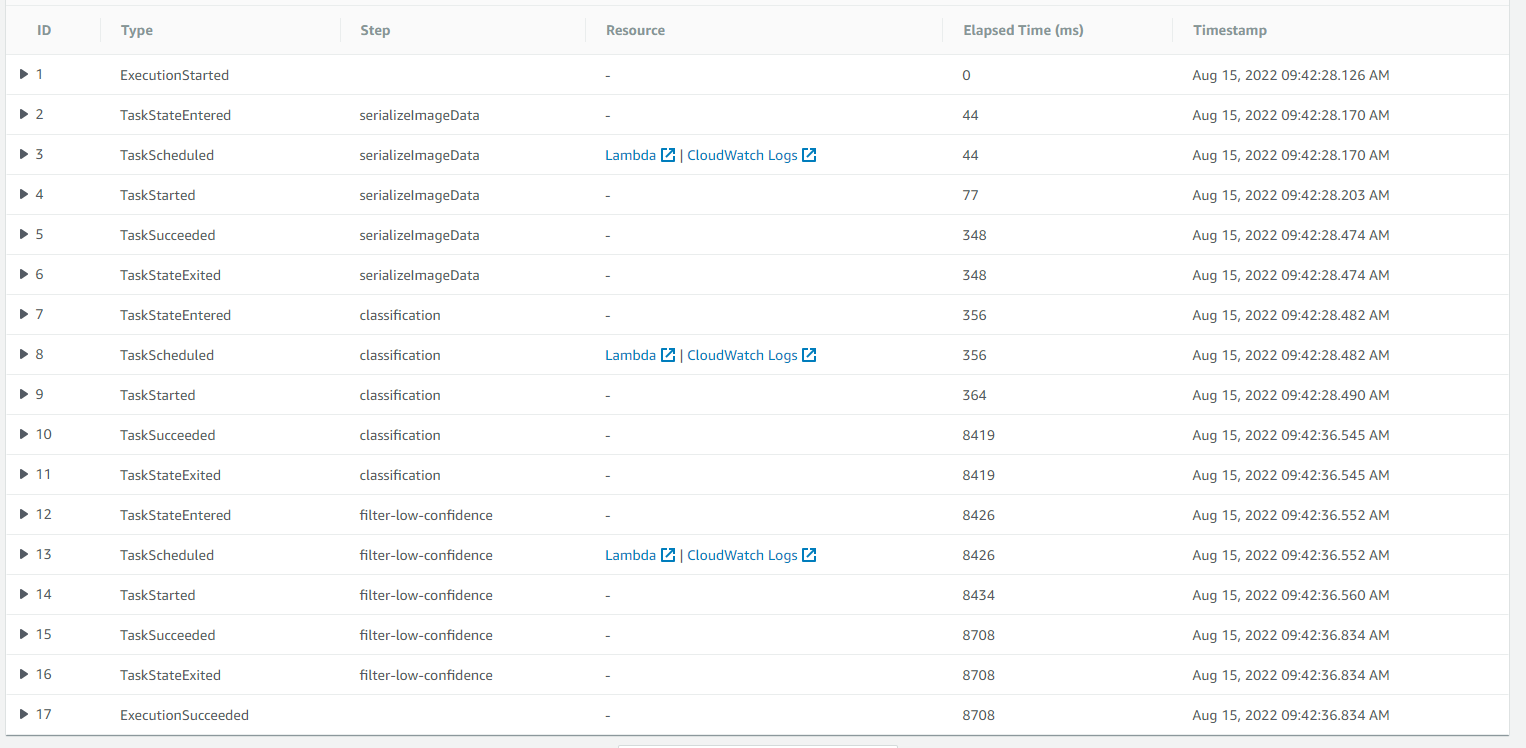 ID Type Step Resource Elapsed Time (ms) Timestamp
1 ExecutionStarted - 0 Aug 15, 2022 09:42:28.126 AM
2 TaskStateEntered serializeImageData - 44 Aug 15, 2022 09:42:28.170 AM
3 TaskScheduled serializeImageData Lambda | CloudWatch Logs 44 Aug 15, 2022 09:42:28.170 AM
4 TaskStarted serializeImageData - 77 Aug 15, 2022 09:42:28.203 AM
5 TaskSucceeded serializeImageData - 348 Aug 15, 2022 09:42:28.474 AM
6 TaskStateExited serializeImageData - 348 Aug 15, 2022 09:42:28.474 AM
7 TaskStateEntered classification - 356 Aug 15, 2022 09:42:28.482 AM
8 TaskScheduled classification Lambda | CloudWatch Logs 356 Aug 15, 2022 09:42:28.482 AM
9 TaskStarted classification - 364 Aug 15, 2022 09:42:28.490 AM
10 TaskSucceeded classification - 8419 Aug 15, 2022 09:42:36.545 AM
11 TaskStateExited classification - 8419 Aug 15, 2022 09:42:36.545 AM
12 TaskStateEntered filter-low-confidence - 8426 Aug 15, 2022 09:42:36.552 AM
13 TaskScheduled filter-low-confidence Lambda | CloudWatch Logs 8426 Aug 15, 2022 09:42:36.552 AM
14 TaskStarted filter-low-confidence - 8434 Aug 15, 2022 09:42:36.560 AM
15 TaskSucceeded filter-low-confidence - 8708 Aug 15, 2022 09:42:36.834 AM
16 TaskStateExited filter-low-confidence - 8708 Aug 15, 2022 09:42:36.834 AM
17 ExecutionSucceeded - 8708 Aug 15, 2022 09:42:36.834 AM